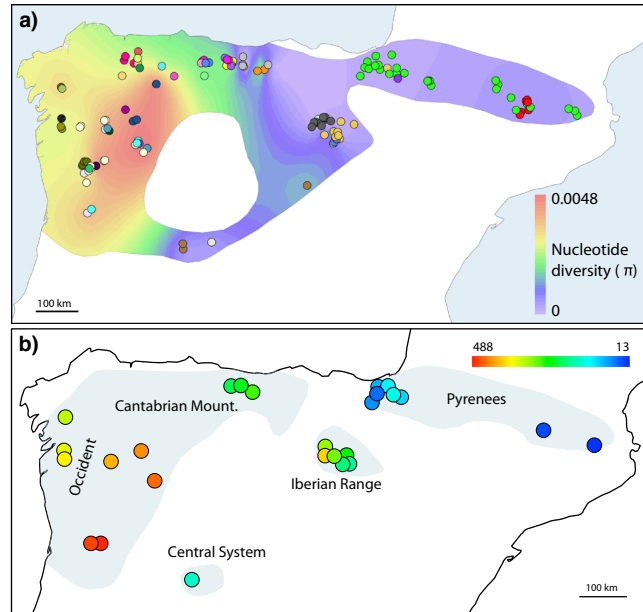 a)
0.0048
Nucleotide
diversity ( π)
0
100 km
b)
488
13
Cantabrian Mount.
Pyrenees
Occident
Iberian Range
Central System
100 km